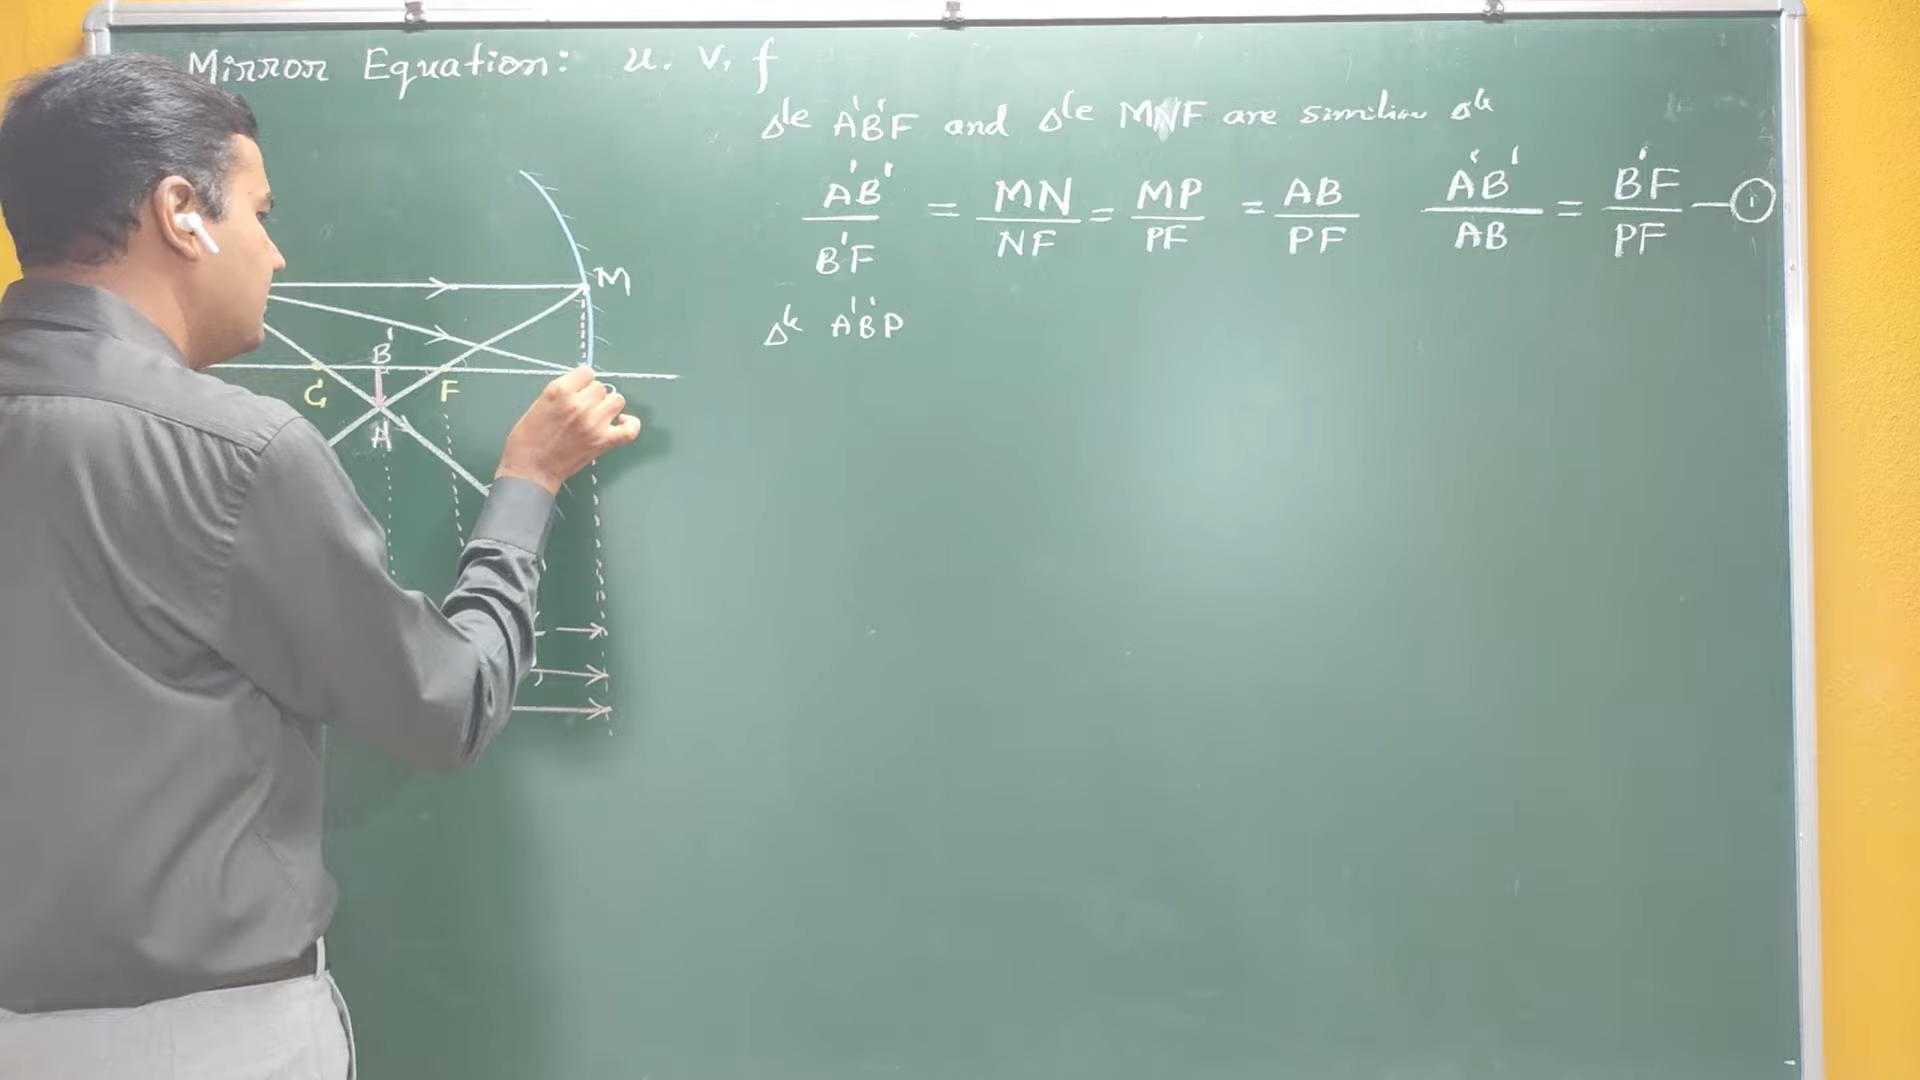 Mirror Equation: u. v, f
Δle A'B'F and Δle MNF are similar Δle
A'B'/B'F = MN/NF = MP/PF = AB/PF A'B'/AB = B'F/PF —①
Δle A'B'P
M
B'
C F
A'